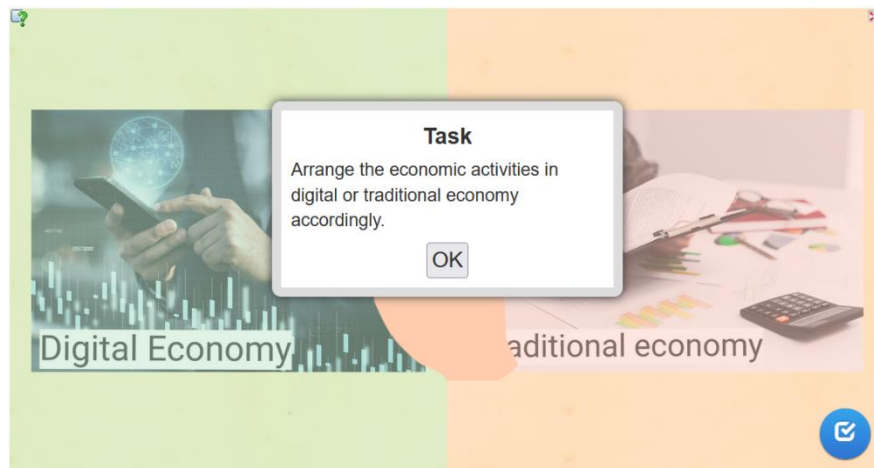 Task
Arrange the economic activities in
digital or traditional economy
accordingly.
OK
Digital Economy
aditional economy